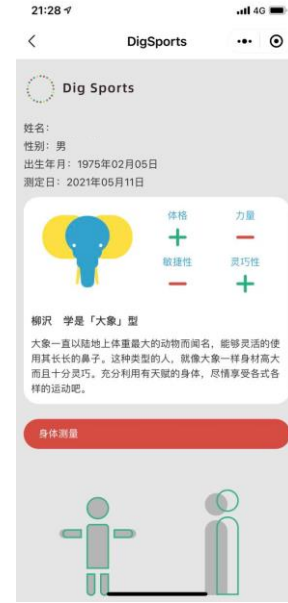 21:28
4G
DigSports
Dig Sports
姓名：
性别：男
出生年月：1975年02月05日
测定日：2021年05月11日
体格 力量
敏捷性 灵巧性
柳沢 学是「大象」型
大象一直以陆地上体重最大的动物而闻名，能够灵活的使
用其长长的鼻子。这种类型的人，就像大象一样身材高大
而且十分灵巧。充分利用有天赋的身体，尽情享受各式各
样的运动吧。
身体测量